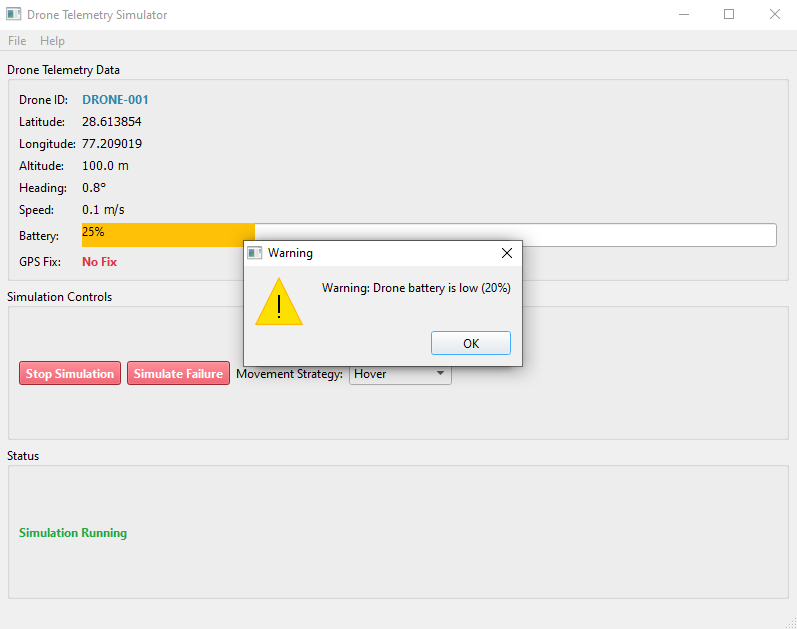 Drone Telemetry Simulator
File Help
Drone Telemetry Data
Drone ID: DRONE-001
Latitude: 28.613854
Longitude: 77.209019
Altitude: 100.0 m
Heading: 0.8°
Speed: 0.1 m/s
Battery: 25%
GPS Fix: No Fix
Warning
Warning: Drone battery is low (20%)
OK
Simulation Controls
Stop Simulation Simulate Failure Movement Strategy: Hover
Status
Simulation Running